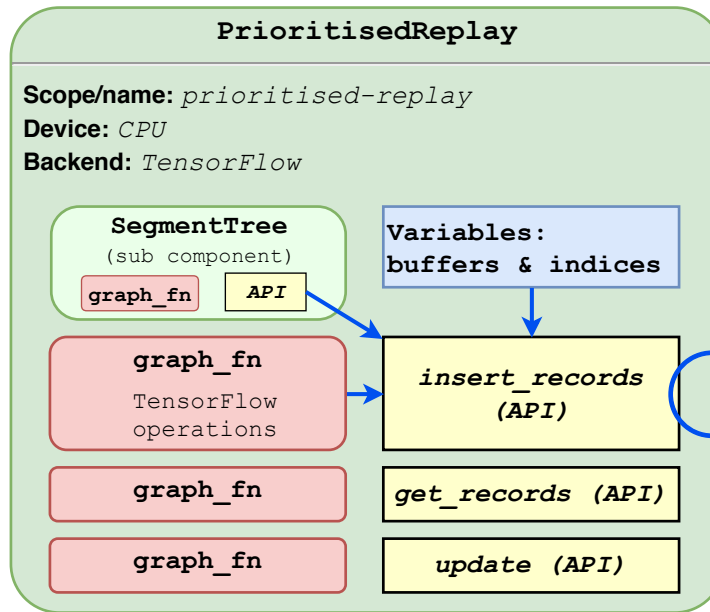 PrioritisedReplay
Scope/name: prioritised-replay
Device: CPU
Backend: TensorFlow
SegmentTree
(sub component)
graph_fn
API
Variables:
buffers & indices
graph_fn
TensorFlow
operations
insert_records
(API)
graph_fn
get_records (API)
graph_fn
update (API)